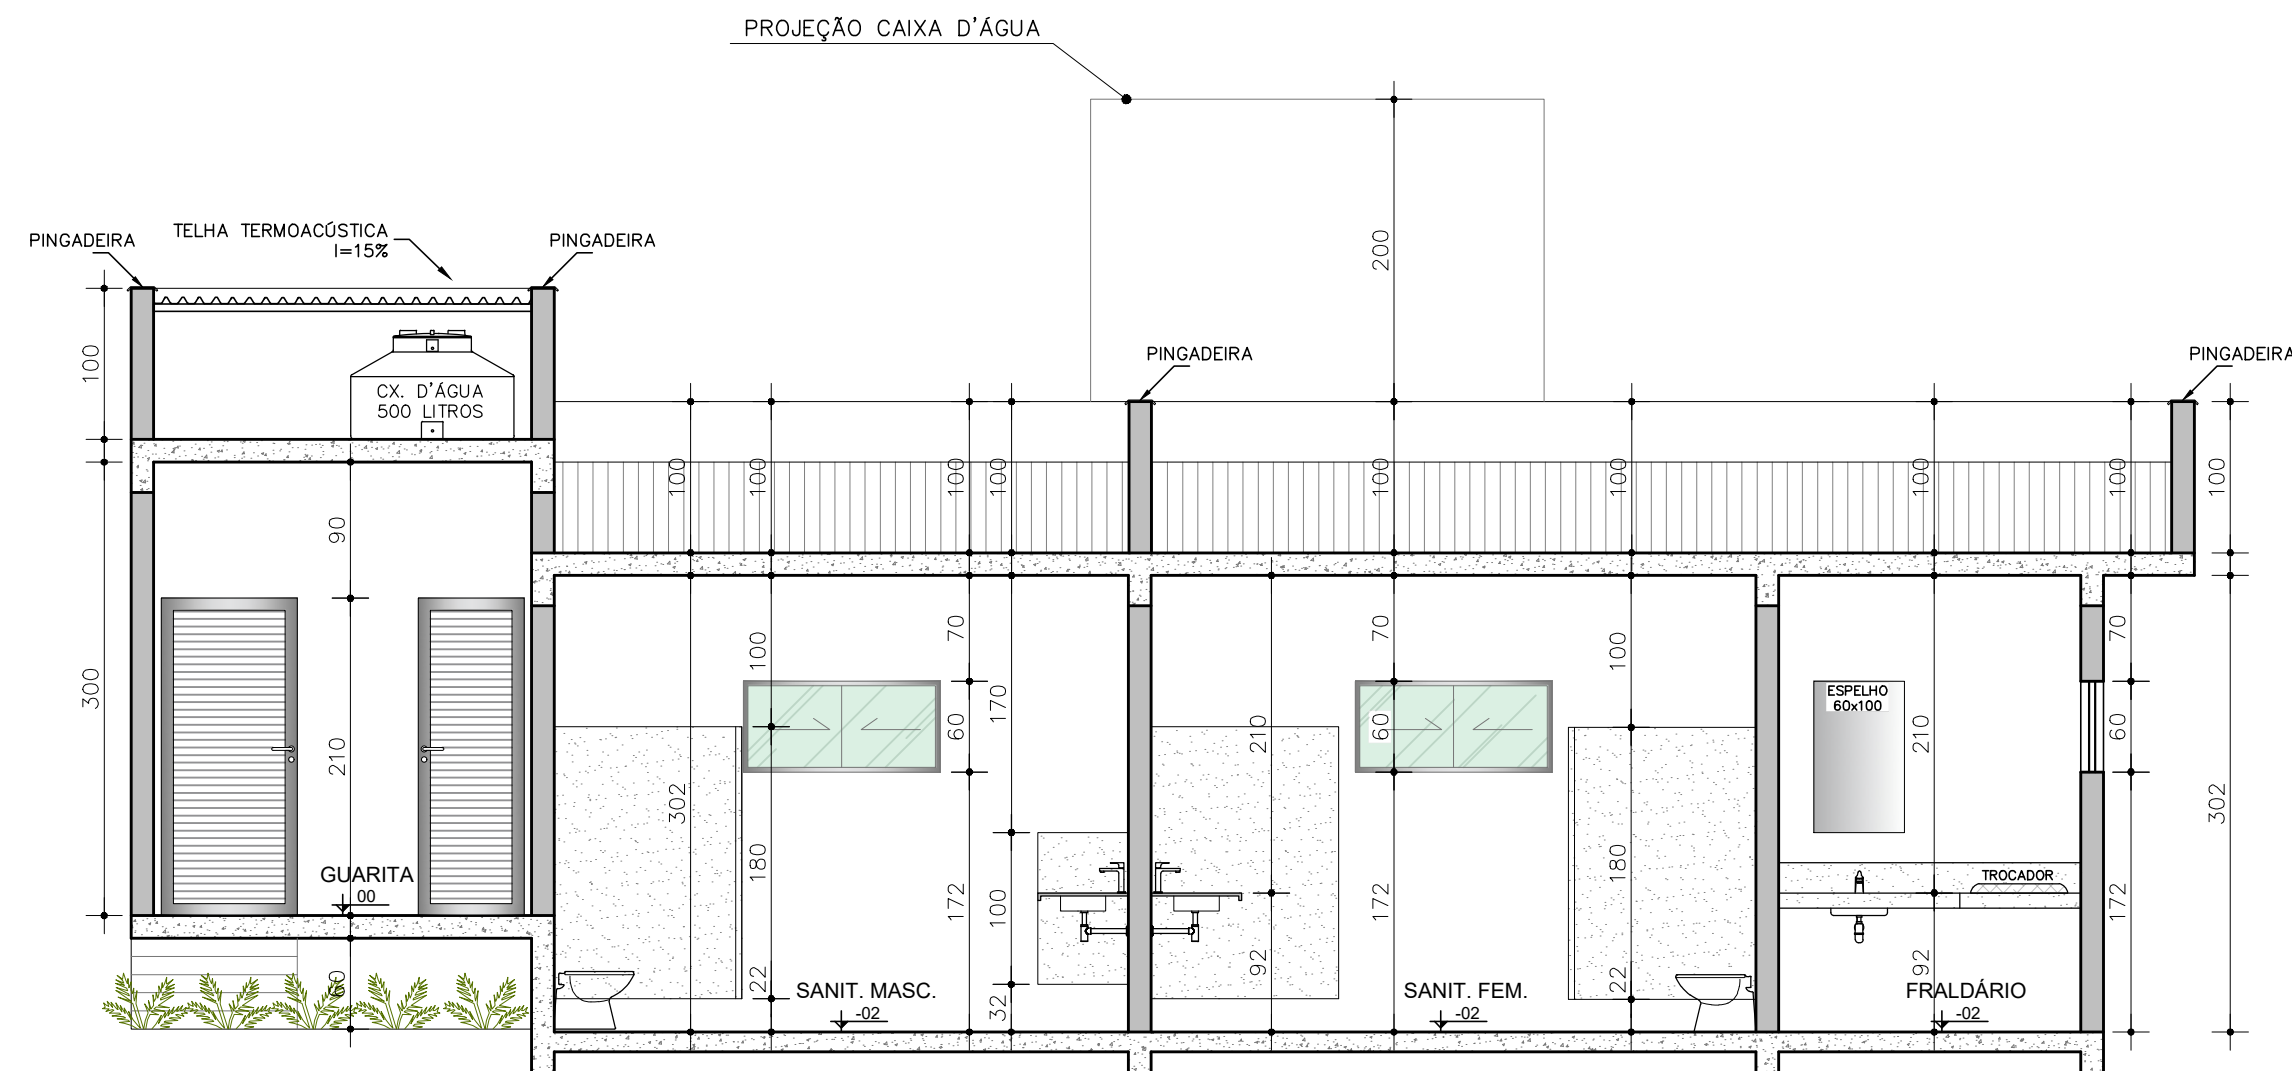 PROJEÇÃO CAIXA D'ÁGUA
PINGADEIRA
TELHA TERMOACÚSTICA
I=15%
PINGADEIRA
200
PINGADEIRA
PINGADEIRA
100
CX. D'ÁGUA
500 LITROS
100
100
100
100
100
100
100
100
100
90
300
210
GUARITA
00
60
302
100
180
22
70
60
172
170
100
32
SANIT. MASC.
-02
210
92
70
60
172
SANIT. FEM.
-02
100
180
22
ESPELHO
60x100
210
TROCADOR
92
FRALDÁRIO
-02
70
60
172
302